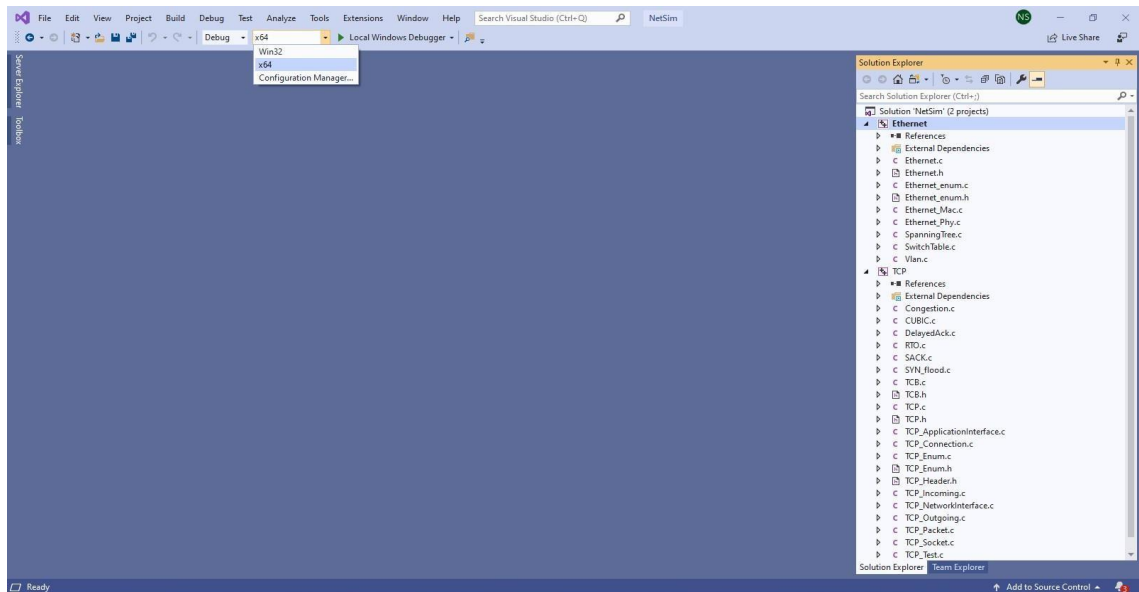 File Edit View Project Build Debug Test Analyze Tools Extensions Window Help Search Visual Studio (Ctrl+Q) NetSim NS
Debug x64 Local Windows Debugger Live Share
Win32
x64
Configuration Manager...
Server Explorer
Toolbox
Solution Explorer
Search Solution Explorer (Ctrl+;)
Solution 'NetSim' (2 projects)
Ethernet
References
External Dependencies
Ethernet.c
Ethernet.h
Ethernet_enum.c
Ethernet_enum.h
Ethernet_Mac.c
Ethernet_Phy.c
SpanningTree.c
SwitchTable.c
Vlan.c
TCP
References
External Dependencies
Congestion.c
CUBIC.c
DelayedAck.c
RTO.c
SACK.c
SYN_flood.c
TCB.c
TCB.h
TCP.c
TCP.h
TCP_ApplicationInterface.c
TCP_Connection.c
TCP_Enum.c
TCP_Enum.h
TCP_Header.h
TCP_Incoming.c
TCP_NetworkInterface.c
TCP_Outgoing.c
TCP_Packet.c
TCP_Socket.c
TCP_Test.c
Solution Explorer Team Explorer
Ready Add to Source Control